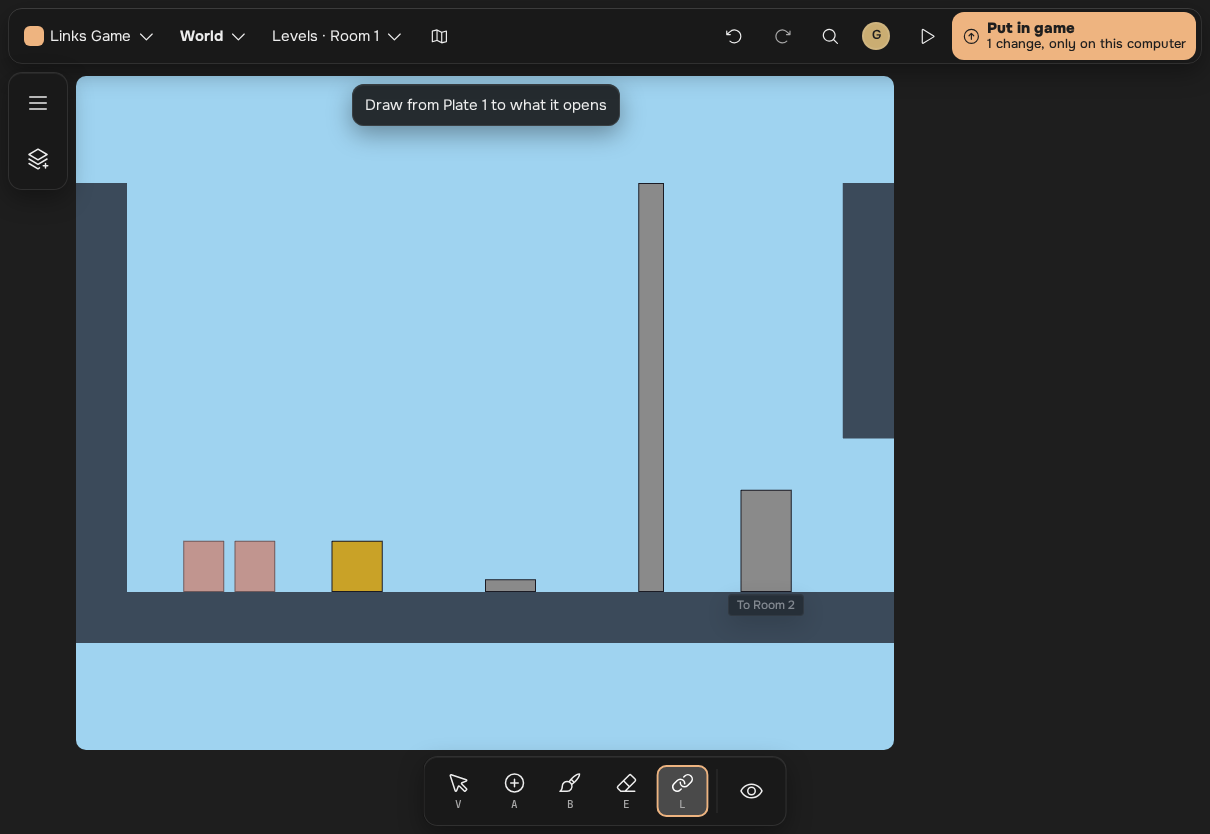 Links Game
World
Levels · Room 1
G
Put in game
1 change, only on this computer
Draw from Plate 1 to what it opens
To Room 2
V
A
B
E
L